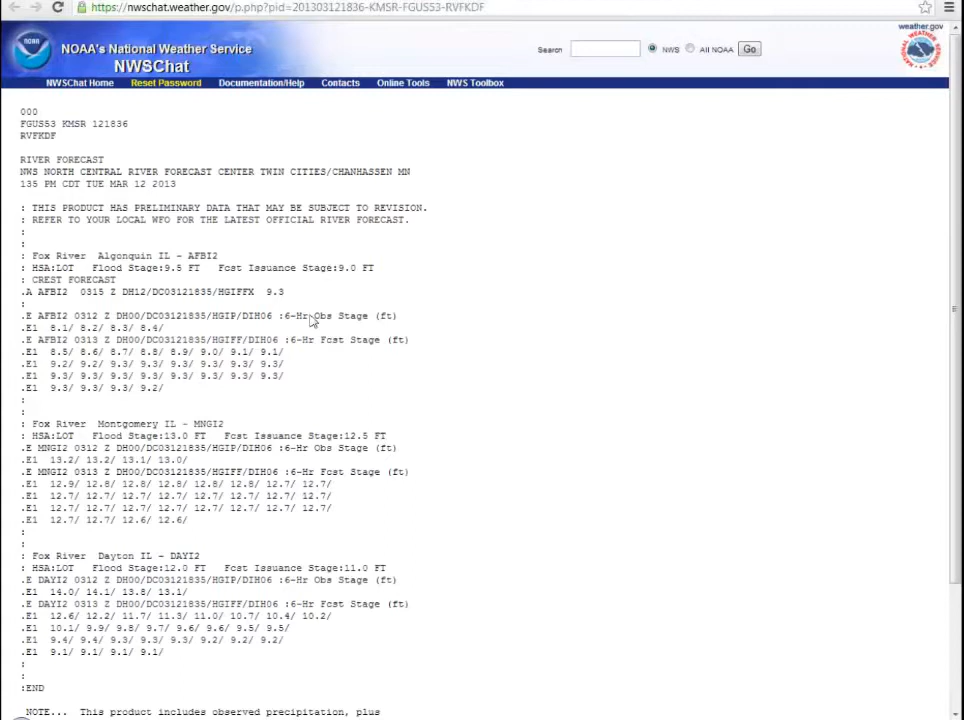 https://nwschat.weather.gov/p.php?pid=201303121836-KMSR-FGUS53-RVFKDF
weather.gov
NOAA
NOAA's National Weather Service
NWSChat
Search NWS All NOAA Go
NWSChat Home Reset Password Documentation/Help Contacts Online Tools NWS Toolbox
000
FGUS53 KMSR 121836
RVFKDF
RIVER FORECAST
NWS NORTH CENTRAL RIVER FORECAST CENTER TWIN CITIES/CHANHASSEN MN
135 PM CDT TUE MAR 12 2013
: THIS PRODUCT HAS PRELIMINARY DATA THAT MAY BE SUBJECT TO REVISION.
: REFER TO YOUR LOCAL WFO FOR THE LATEST OFFICIAL RIVER FORECAST.
:
:
: Fox River Algonquin IL - AFBI2
: HSA:LOT Flood Stage:9.5 FT Fcst Issuance Stage:9.0 FT
: CREST FORECAST
.A AFBI2 0315 Z DH12/DC03121835/HGIFFX 9.3
:
.E AFBI2 0312 Z DH00/DC03121835/HGIP/DIH06 :6-Hr Obs Stage (ft)
.E1 8.1/ 8.2/ 8.3/ 8.4/
.E AFBI2 0313 Z DH00/DC03121835/HGIFF/DIH06 :6-Hr Fcst Stage (ft)
.E1 8.5/ 8.6/ 8.7/ 8.8/ 8.9/ 9.0/ 9.1/ 9.1/
.E1 9.2/ 9.2/ 9.3/ 9.3/ 9.3/ 9.3/ 9.3/ 9.3/
.E1 9.3/ 9.3/ 9.3/ 9.3/ 9.3/ 9.3/ 9.3/ 9.3/
.E1 9.3/ 9.3/ 9.3/ 9.2/
:
:
: Fox River Montgomery IL - MNGI2
: HSA:LOT Flood Stage:13.0 FT Fcst Issuance Stage:12.5 FT
.E MNGI2 0312 Z DH00/DC03121835/HGIP/DIH06 :6-Hr Obs Stage (ft)
.E1 13.2/ 13.2/ 13.1/ 13.0/
.E MNGI2 0313 Z DH00/DC03121835/HGIFF/DIH06 :6-Hr Fcst Stage (ft)
.E1 12.9/ 12.8/ 12.8/ 12.8/ 12.8/ 12.8/ 12.7/ 12.7/
.E1 12.7/ 12.7/ 12.7/ 12.7/ 12.7/ 12.7/ 12.7/ 12.7/
.E1 12.7/ 12.7/ 12.7/ 12.7/ 12.7/ 12.7/ 12.7/ 12.7/
.E1 12.7/ 12.7/ 12.6/ 12.6/
:
:
: Fox River Dayton IL - DAYI2
: HSA:LOT Flood Stage:12.0 FT Fcst Issuance Stage:11.0 FT
.E DAYI2 0312 Z DH00/DC03121835/HGIP/DIH06 :6-Hr Obs Stage (ft)
.E1 14.0/ 14.1/ 13.8/ 13.1/
.E DAYI2 0313 Z DH00/DC03121835/HGIFF/DIH06 :6-Hr Fcst Stage (ft)
.E1 12.6/ 12.2/ 11.7/ 11.3/ 11.0/ 10.7/ 10.4/ 10.2/
.E1 10.1/ 9.9/ 9.8/ 9.7/ 9.6/ 9.6/ 9.5/ 9.5/
.E1 9.4/ 9.4/ 9.3/ 9.3/ 9.3/ 9.2/ 9.2/ 9.2/
.E1 9.1/ 9.1/ 9.1/ 9.1/
:
:
:END
NOTE... This product includes observed precipitation, plus